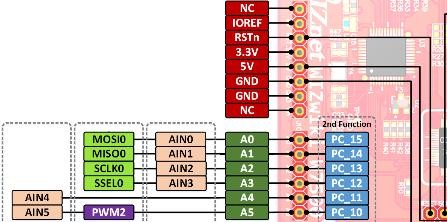 NC
IOREF
RSTn
3.3V
5V
GND
GND
NC
2nd Function
MOSI0 AIN0 A0 PC_15
MISO0 AIN1 A1 PC_14
SCLK0 AIN2 A2 PC_13
SSEL0 AIN3 A3 PC_12
AIN4 A4 PC_11
AIN5 PWM2 A5 PC_10